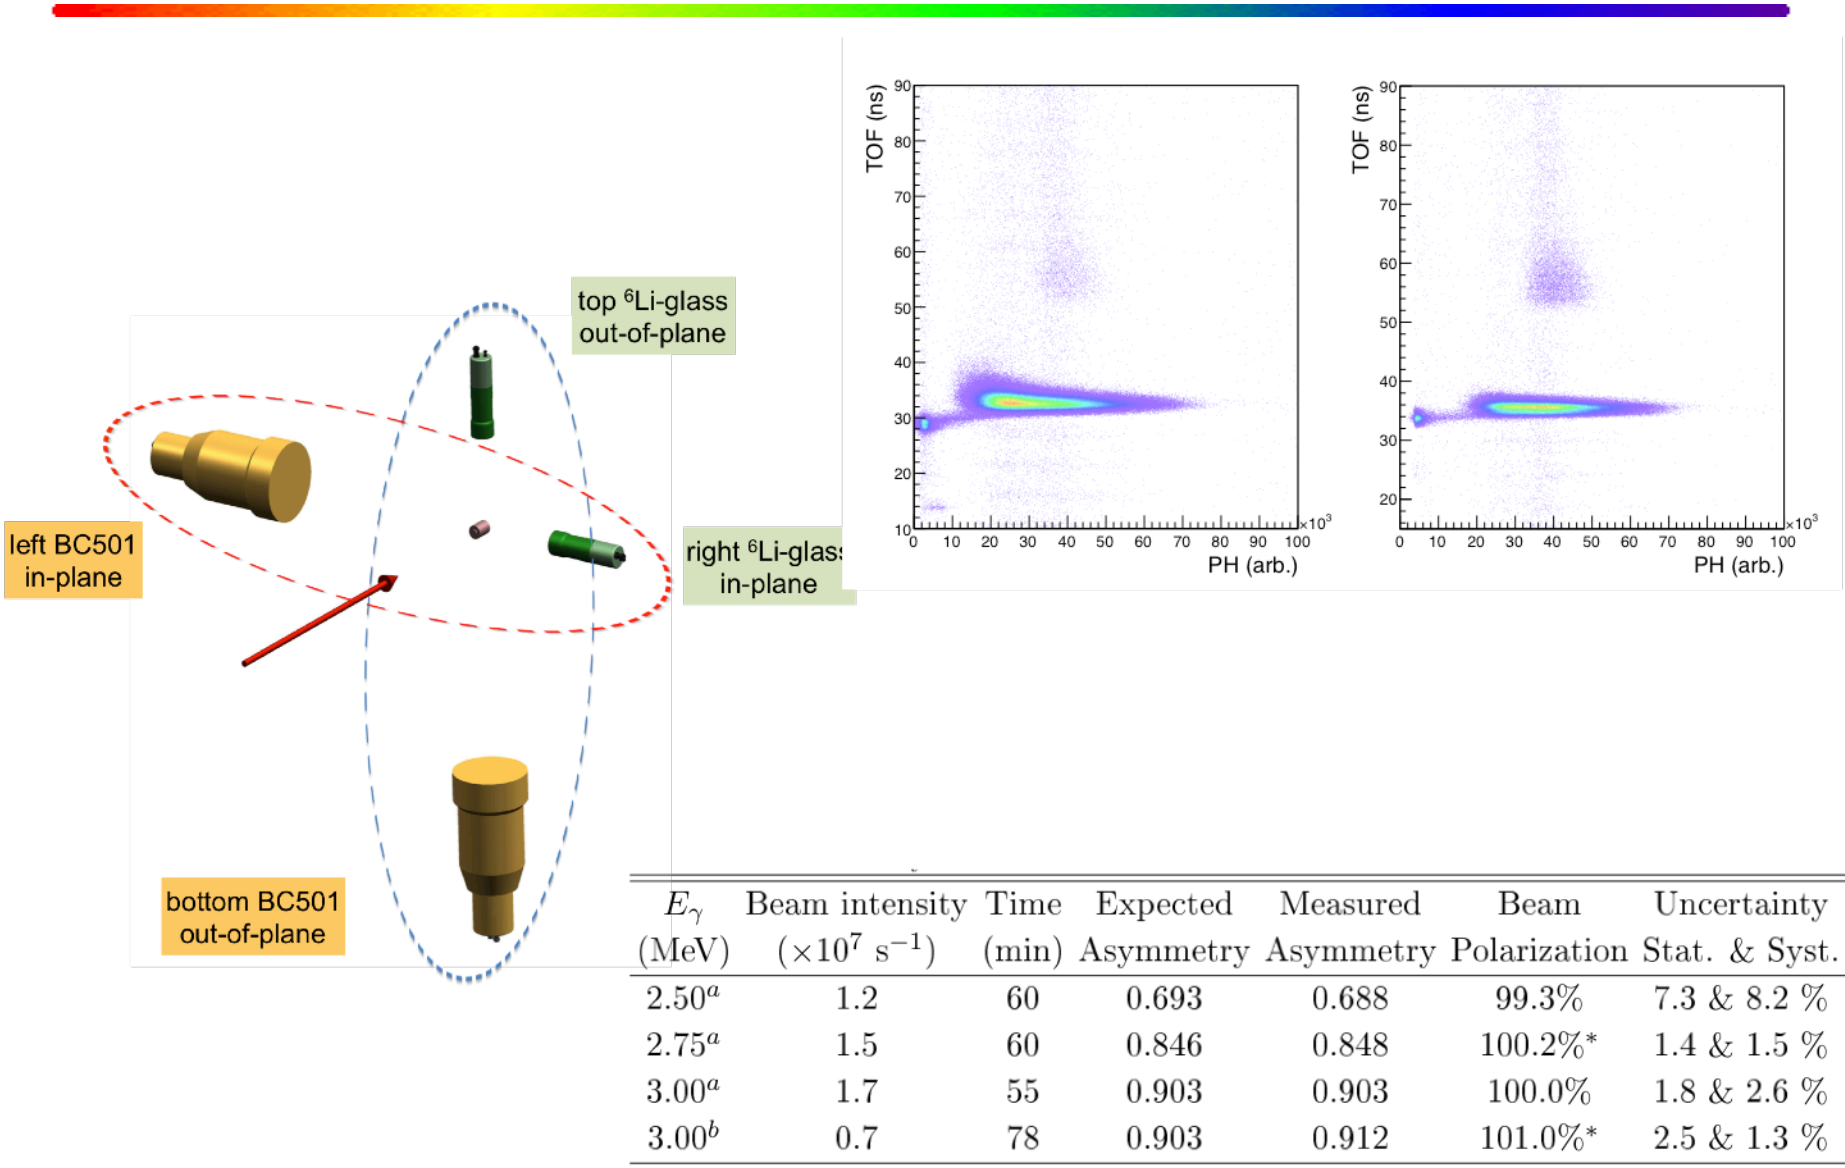 top ⁶Li-glass
out-of-plane
left BC501
in-plane
right ⁶Li-glass
in-plane
bottom BC501
out-of-plane
TOF (ns)
90
80
70
60
50
40
30
20
10
0 10 20 30 40 50 60 70 80 90 100
×10³
PH (arb.)
TOF (ns)
90
80
70
60
50
40
30
20
0 10 20 30 40 50 60 70 80 90 100
×10³
PH (arb.)
Eγ Beam intensity Time Expected Measured Beam Uncertainty
(MeV) (×10⁷ s⁻¹) (min) Asymmetry Asymmetry Polarization Stat. & Syst.
2.50ᵃ 1.2 60 0.693 0.688 99.3% 7.3 & 8.2 %
2.75ᵃ 1.5 60 0.846 0.848 100.2%* 1.4 & 1.5 %
3.00ᵃ 1.7 55 0.903 0.903 100.0% 1.8 & 2.6 %
3.00ᵇ 0.7 78 0.903 0.912 101.0%* 2.5 & 1.3 %